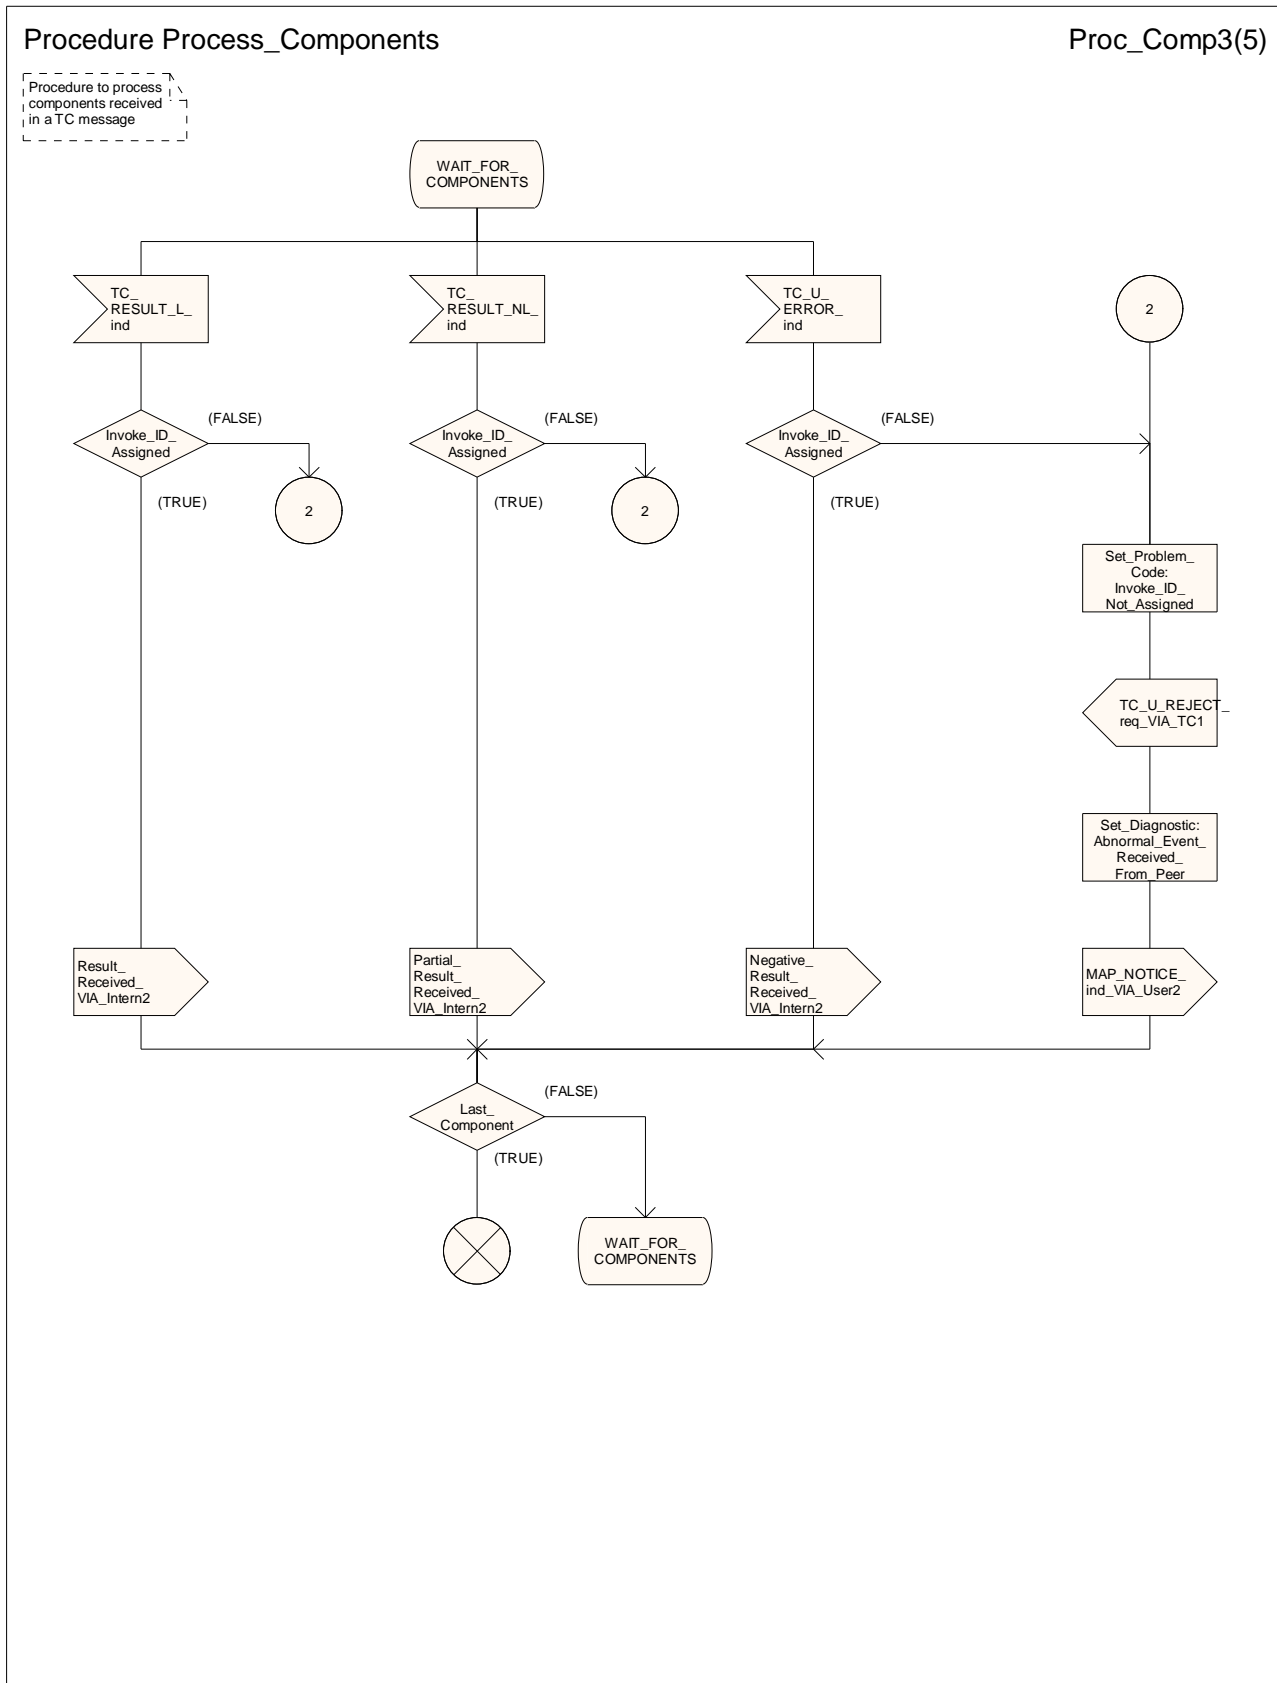 Procedure Process_Components
Proc_Comp3(5)
Procedure to process
components received
in a TC message
WAIT_FOR_
COMPONENTS
TC_
RESULT_L_
ind
TC_
RESULT_NL_
ind
TC_U_
ERROR_
ind
2
Invoke_ID_
Assigned
(FALSE)
(TRUE)
2
Invoke_ID_
Assigned
(FALSE)
(TRUE)
2
Invoke_ID_
Assigned
(FALSE)
(TRUE)
Set_Problem_
Code:
Invoke_ID_
Not_Assigned
TC_U_REJECT_
req_VIA_TC1
Set_Diagnostic:
Abnormal_Event_
Received_
From_Peer
Result_
Received_
VIA_Intern2
Partial_
Result_
Received_
VIA_Intern2
Negative_
Result_
Received_
VIA_Intern2
MAP_NOTICE_
ind_VIA_User2
Last_
Component
(FALSE)
(TRUE)
WAIT_FOR_
COMPONENTS